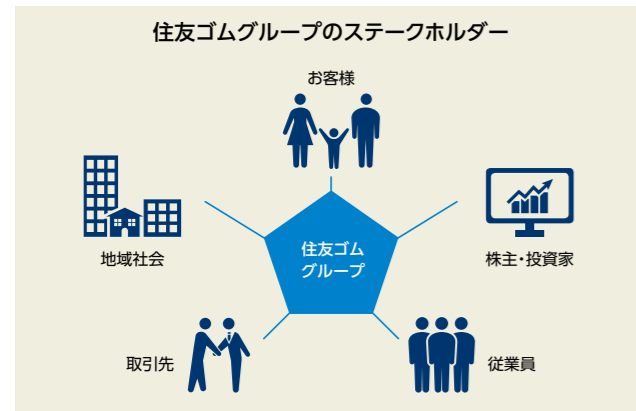 住友ゴムグループのステークホルダー
お客様
地域社会
住友ゴム
グループ
株主・投資家
取引先
従業員